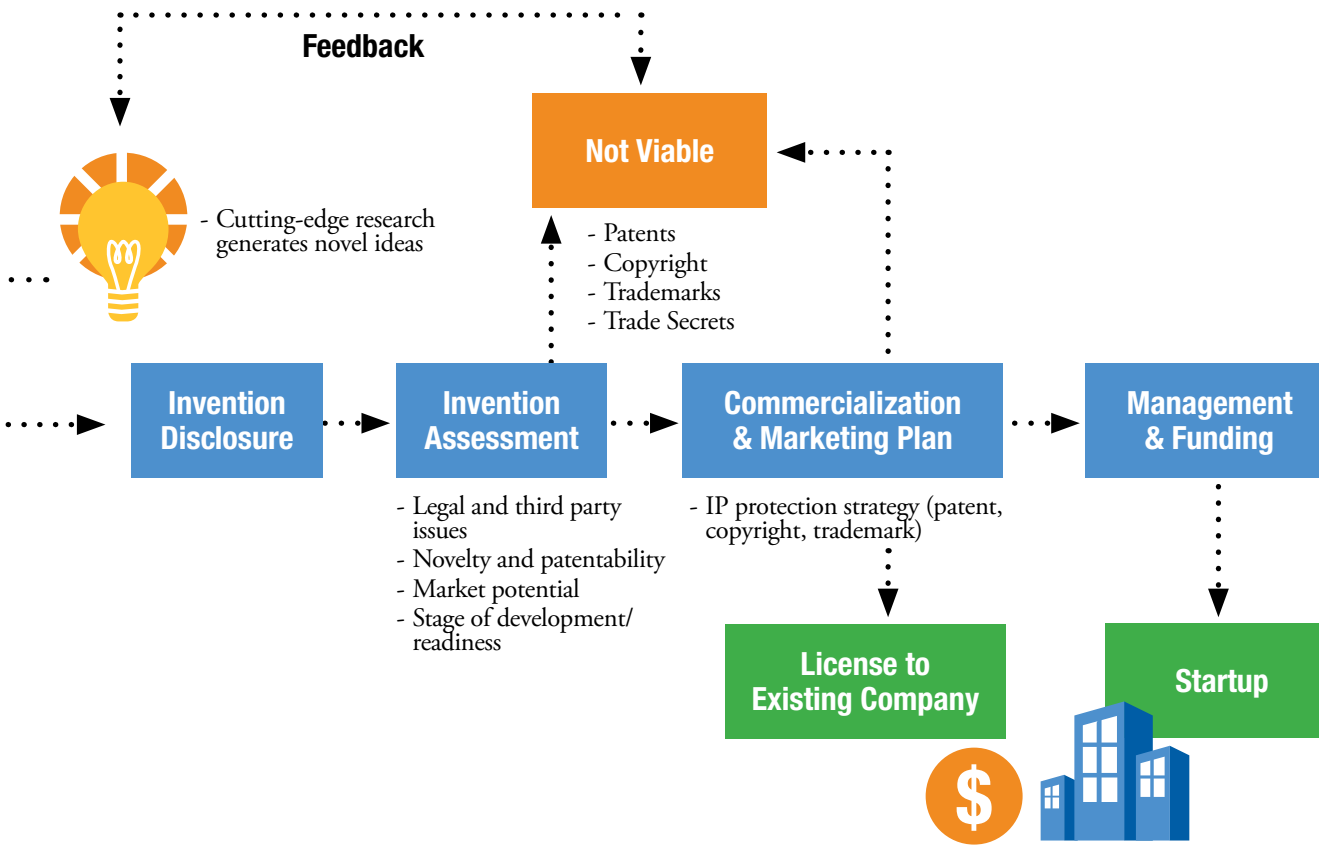 Feedback
Not Viable
- Cutting-edge research
generates novel ideas
- Patents
- Copyright
- Trademarks
- Trade Secrets
Invention
Disclosure
Invention
Assessment
Commercialization
& Marketing Plan
Management
& Funding
- Legal and third party
issues
- Novelty and patentability
- Market potential
- Stage of development/
readiness
- IP protection strategy (patent,
copyright, trademark)
License to
Existing Company
Startup
$